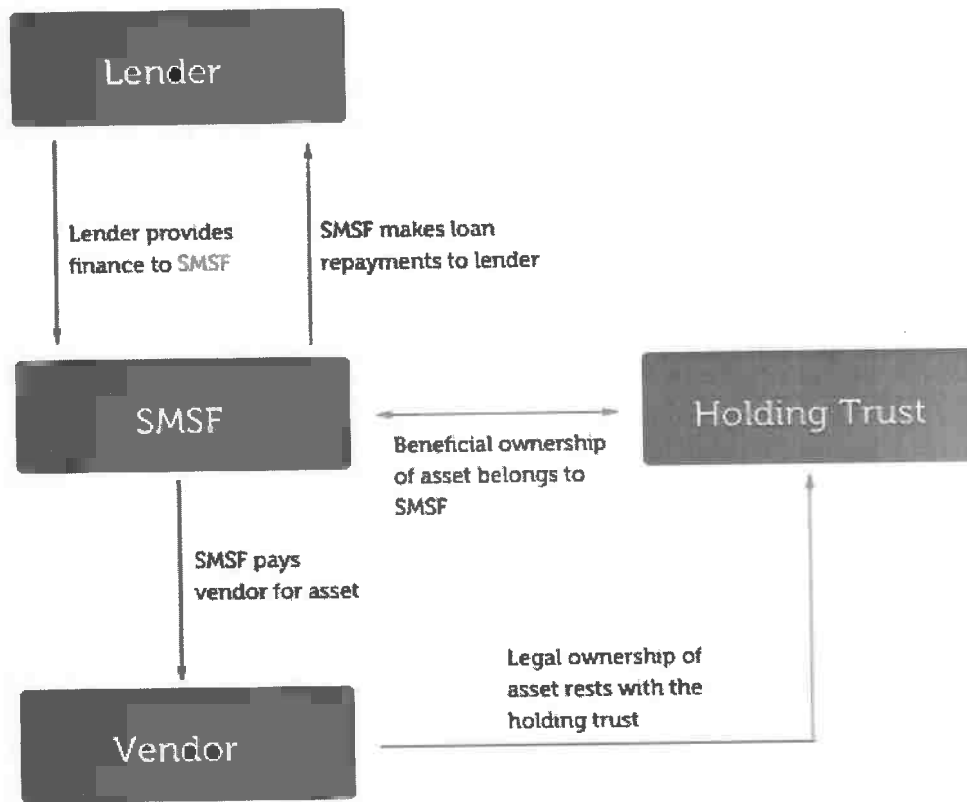 Lender
Lender provides
finance to SMSF
SMSF makes loan
repayments to lender
SMSF
Beneficial ownership
of asset belongs to
SMSF
Holding Trust
SMSF pays
vendor for asset
Legal ownership of
asset rests with the
holding trust
Vendor